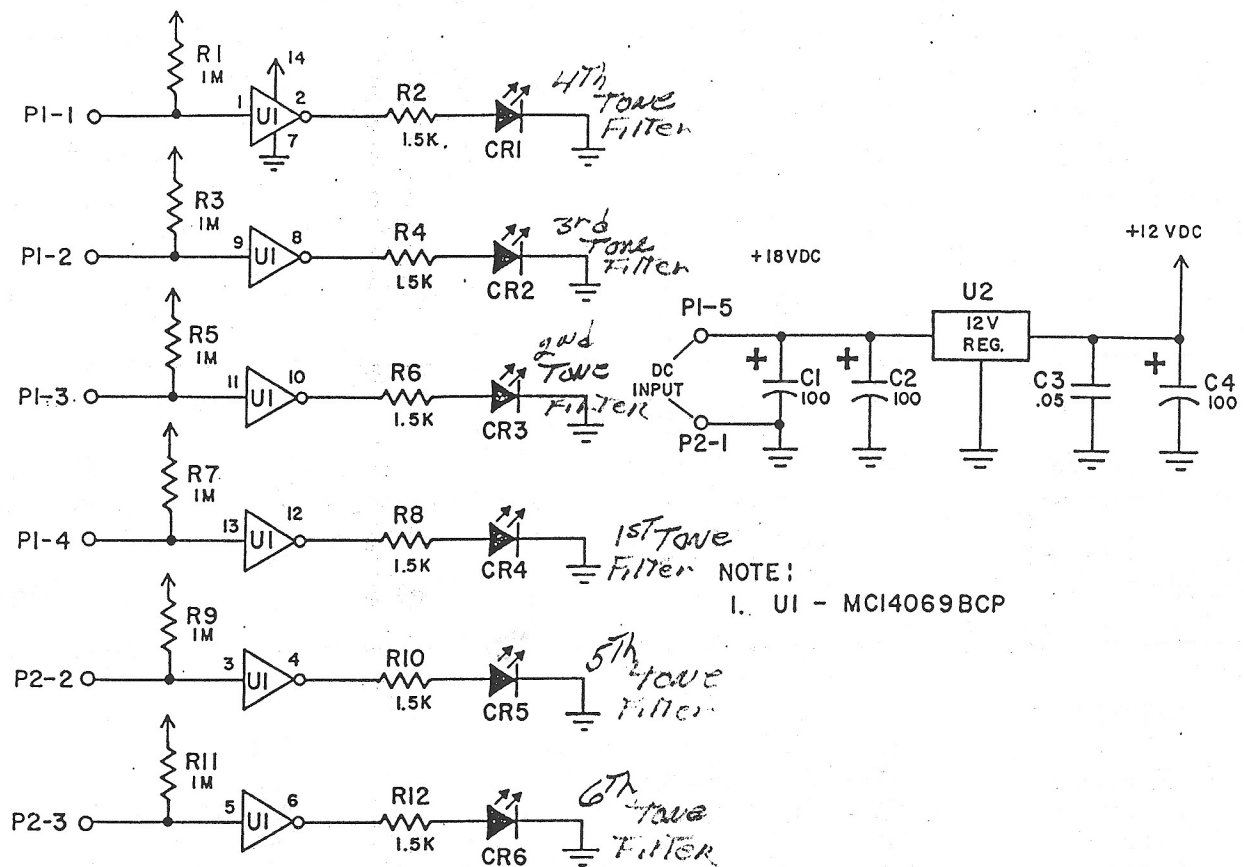 R1
1M
14
1
2
U1
7
P1-1
R2
1.5K.
CR1
4Th
Tone
Filter
R3
1M
9
8
U1
P1-2
R4
1.5K
CR2
3rd
Tone
Filter
R5
1M
11
10
U1
P1-3
R6
1.5K
CR3
2nd
Tone
Filter
R7
1M
13
12
U1
P1-4
R8
1.5K
CR4
1ST Tone
Filter
R9
1M
3
4
U1
P2-2
R10
1.5K
CR5
5Th
Tone
Filter
R11
1M
5
6
U1
P2-3
R12
1.5K
CR6
6Th
Tone
Filter
+18VDC
+12VDC
P1-5
DC
INPUT
P2-1
+
C1
100
+
C2
100
U2
12V
REG.
C3
.05
+
C4
100
NOTE:
1. U1 - MC14069BCP